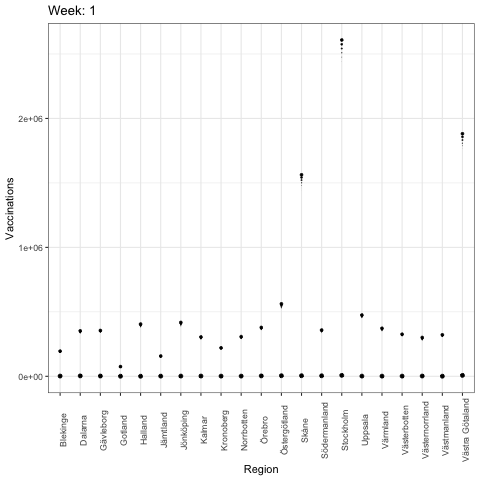 Week: 1
Vaccinations
2e+06
1e+06
0e+00
Blekinge
Dalarna
Gävleborg
Gotland
Halland
Jämtland
Jönköping
Kalmar
Kronoberg
Norrbotten
Örebro
Östergötland
Skåne
Södermanland
Stockholm
Uppsala
Värmland
Västerbotten
Västernorrland
Västmanland
Västra Götaland
Region